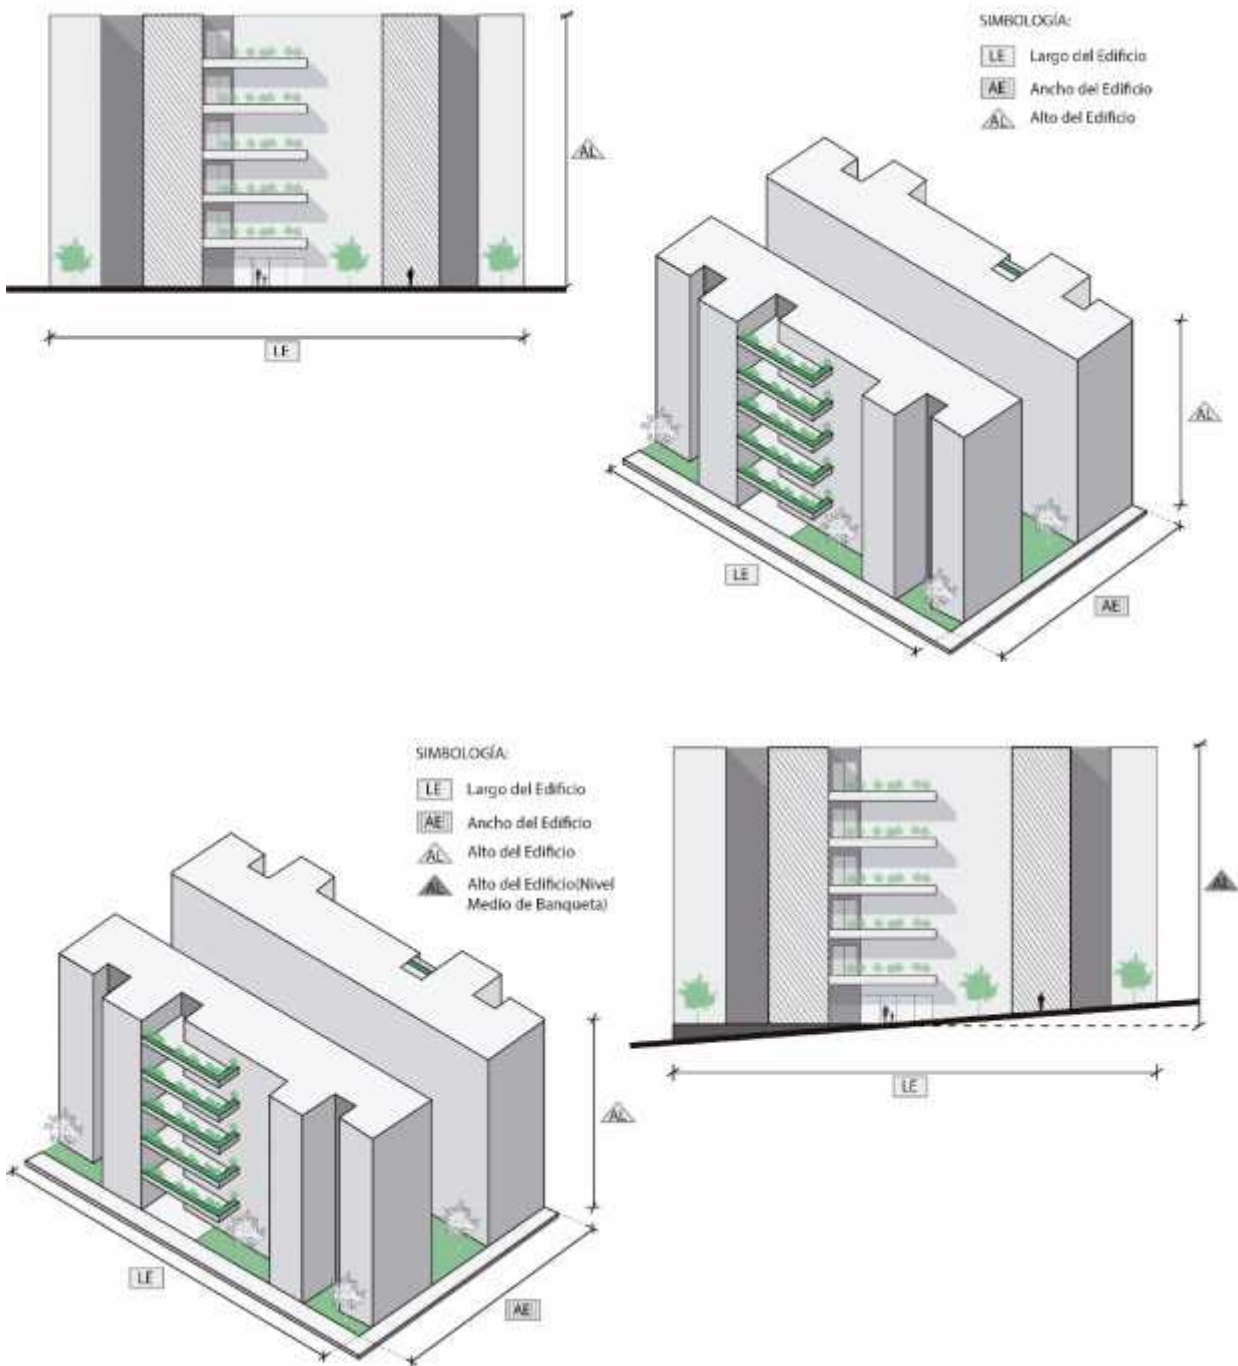 SIMBOLOGÍA:
LE Largo del Edificio
AE Ancho del Edificio
AL Alto del Edificio
AL
LE
AL
LE
AE
SIMBOLOGÍA:
LE Largo del Edificio
AE Ancho del Edificio
AL Alto del Edificio
AL Alto del Edificio(Nivel
Medio de Banqueta)
AL
LE
AL
LE
AE